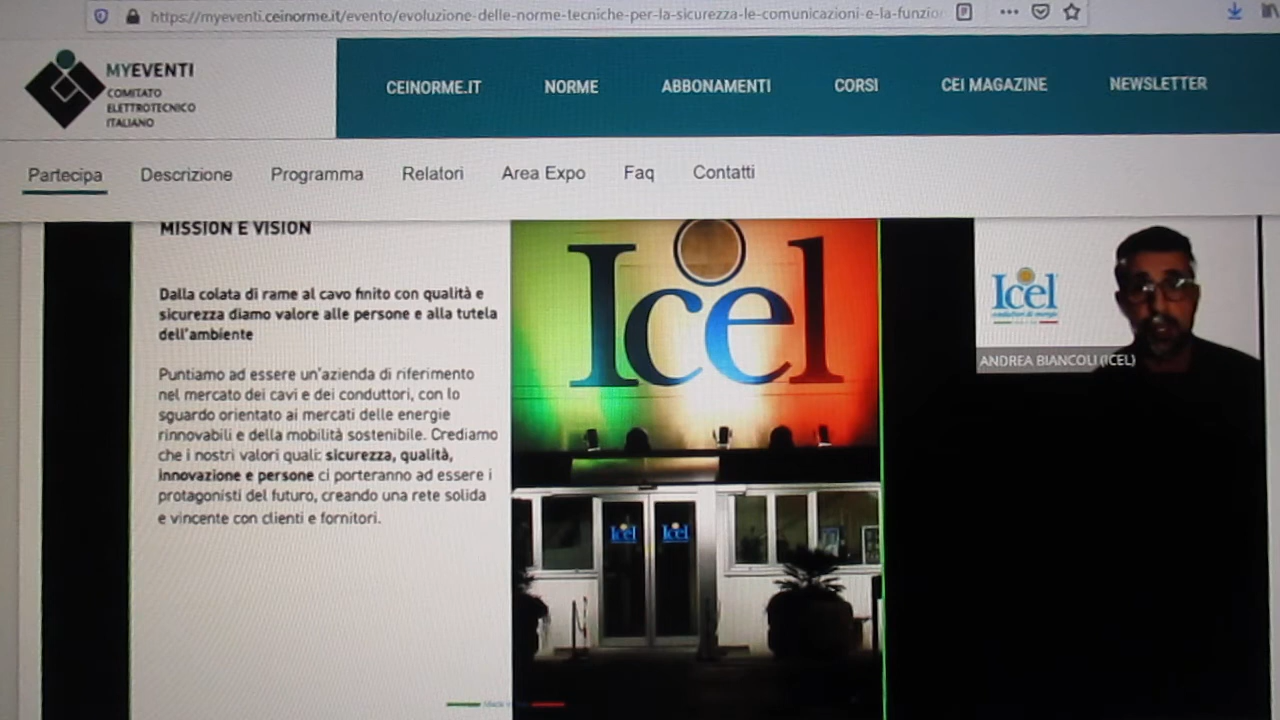 https://myeventi.ceinorme.it/evento/evoluzione-delle-norme-tecniche-per-la-sicurezza-le-comunicazioni-e-la-funzio
MYEVENTI
COMITATO
ELETTROTECNICO
ITALIANO
CEINORME.IT NORME ABBONAMENTI CORSI CEI MAGAZINE NEWSLETTER
Partecipa Descrizione Programma Relatori Area Expo Faq Contatti
MISSION E VISION
Dalla colata di rame al cavo finito con qualità e
sicurezza diamo valore alle persone e alla tutela
dell'ambiente
Puntiamo ad essere un'azienda di riferimento
nel mercato dei cavi e dei conduttori, con lo
sguardo orientato ai mercati delle energie
rinnovabili e della mobilità sostenibile. Crediamo
che i nostri valori quali: sicurezza, qualità,
innovazione e persone ci porteranno ad essere i
protagonisti del futuro, creando una rete solida
e vincente con clienti e fornitori.
Icel
Icel Icel
Icel
conduttori di energia
ANDREA BIANCOLI (ICEL)